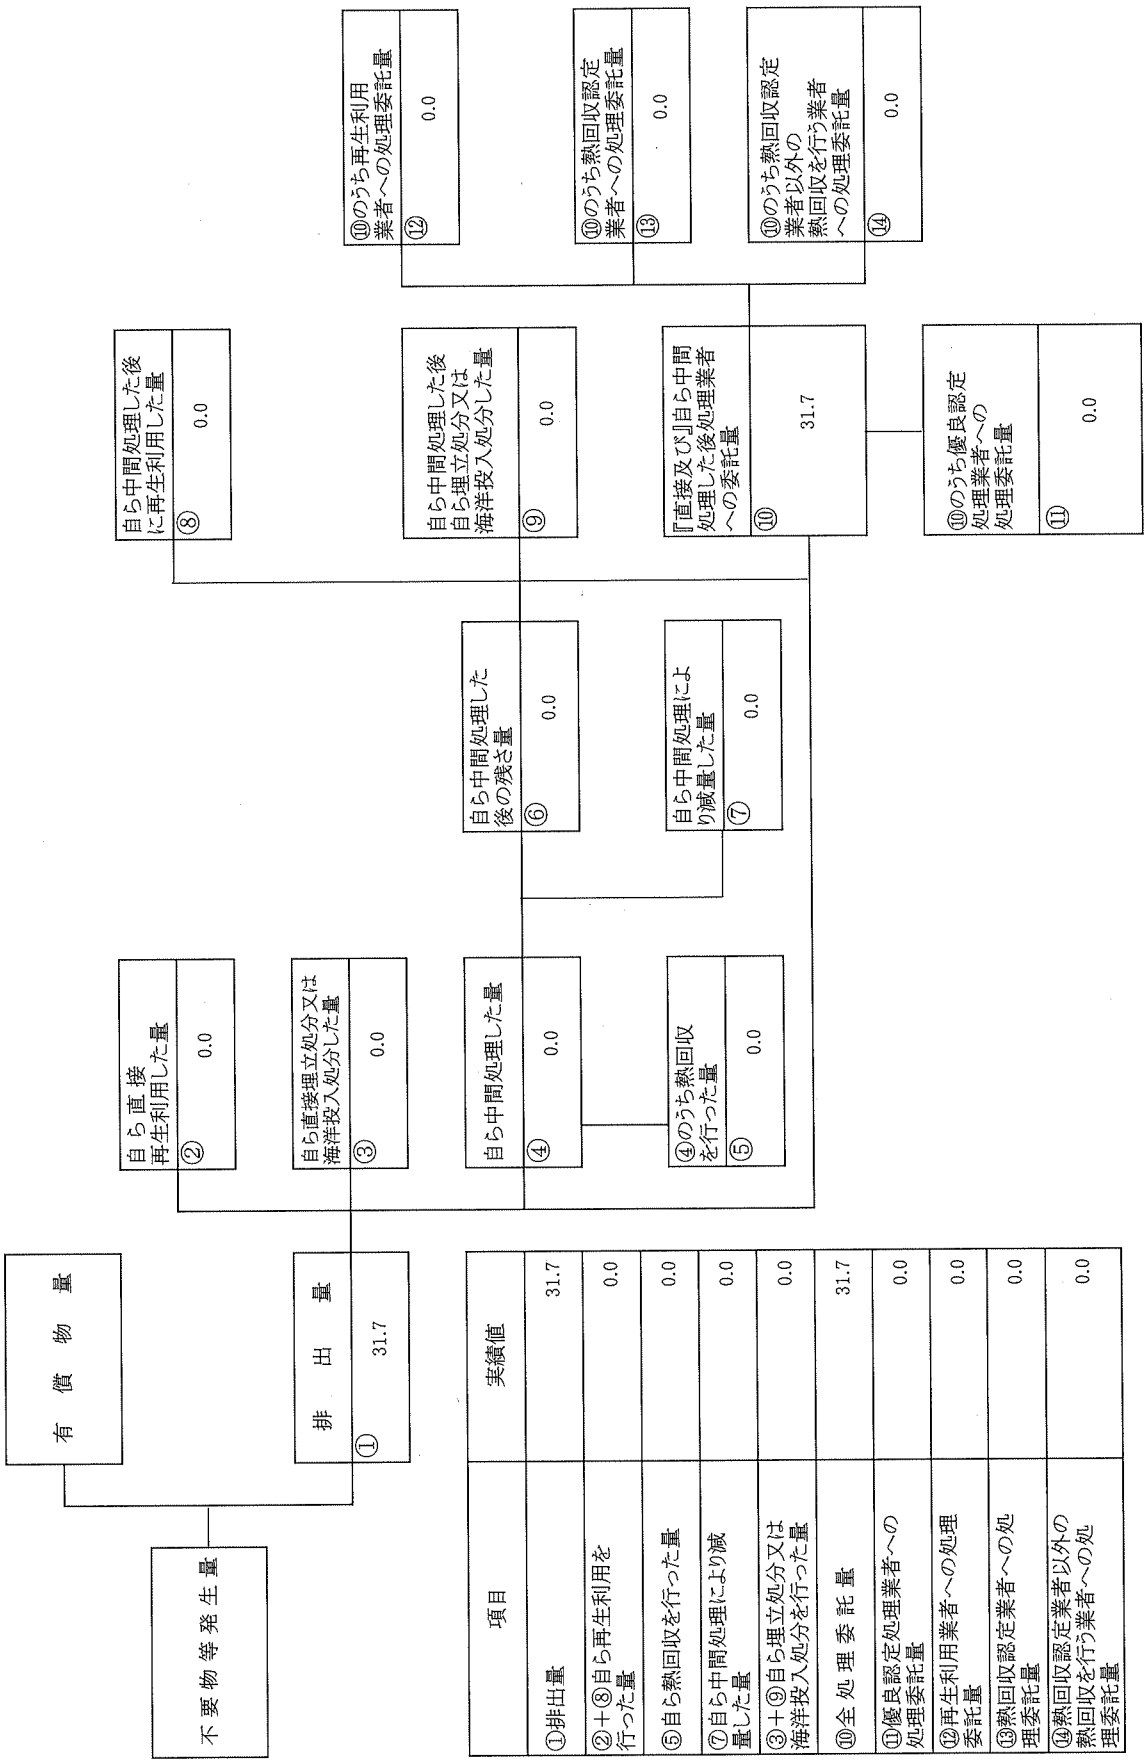 不要物等発生量
有償物量
排出量
①
31.7
自ら直接
再生利用した量
②
0.0
自ら直接埋立処分又は
海洋投入処分した量
③
0.0
自ら中間処理した量
④
0.0
④のうち熱回収
を行った量
⑤
0.0
自ら中間処理した
後の残さ量
⑥
0.0
自ら中間処理によ
り減量した量
⑦
0.0
自ら中間処理した後
に再生利用した量
⑧
0.0
自ら中間処理した後
自ら埋立処分又は
海洋投入処分した量
⑨
0.0
『直接及び』自ら中間
処理した後処理業者
への委託量
⑩
31.7
⑩のうち優良認定
処理業者への
処理委託量
⑪
0.0
⑩のうち再生利用
業者への処理委託量
⑫
0.0
⑩のうち熱回収認定
業者への処理委託量
⑬
0.0
⑩のうち熱回収認定
業者以外の
熱回収を行う業者
への処理委託量
⑭
0.0
項目 実績値
①排出量 31.7
②+⑧自ら再生利用を
行った量 0.0
⑤自ら熱回収を行った量 0.0
⑦自ら中間処理により減
量した量 0.0
③+⑨自ら埋立処分又は
海洋投入処分を行った量 0.0
⑩全処理委託量 31.7
⑪優良認定処理業者への
処理委託量 0.0
⑫再生利用業者への処理
委託量 0.0
⑬熱回収認定業者への処
理委託量 0.0
⑭熱回収認定業者以外の
熱回収を行う業者への処
理委託量 0.0